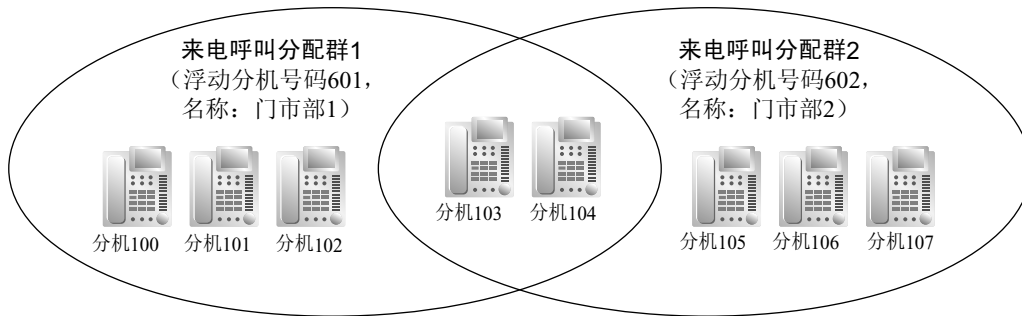 来电呼叫分配群1
（浮动分机号码601，
名称：门市部1）
来电呼叫分配群2
（浮动分机号码602，
名称：门市部2）
分机100
分机101
分机102
分机103
分机104
分机105
分机106
分机107